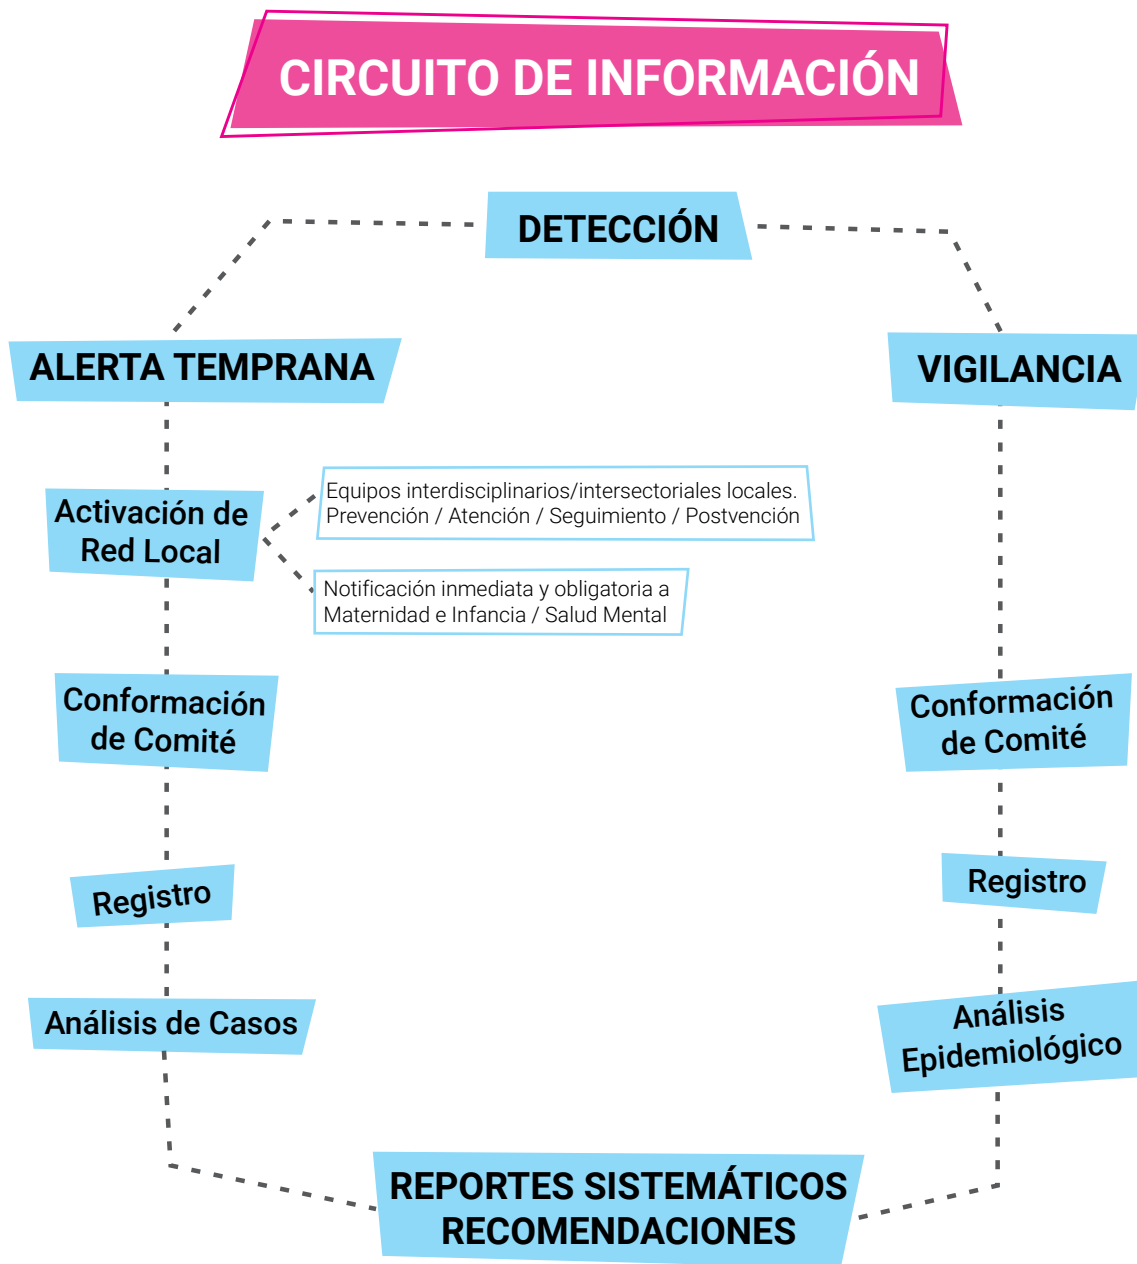 CIRCUITO DE INFORMACIÓN
DETECCIÓN
ALERTA TEMPRANA
VIGILANCIA
Activación de
Red Local
Equipos interdisciplinarios/intersectoriales locales.
Prevención / Atención / Seguimiento / Postvención
Notificación inmediata y obligatoria a
Maternidad e Infancia / Salud Mental
Conformación
de Comité
Conformación
de Comité
Registro
Registro
Análisis de Casos
Análisis
Epidemiológico
REPORTES SISTEMÁTICOS
RECOMENDACIONES